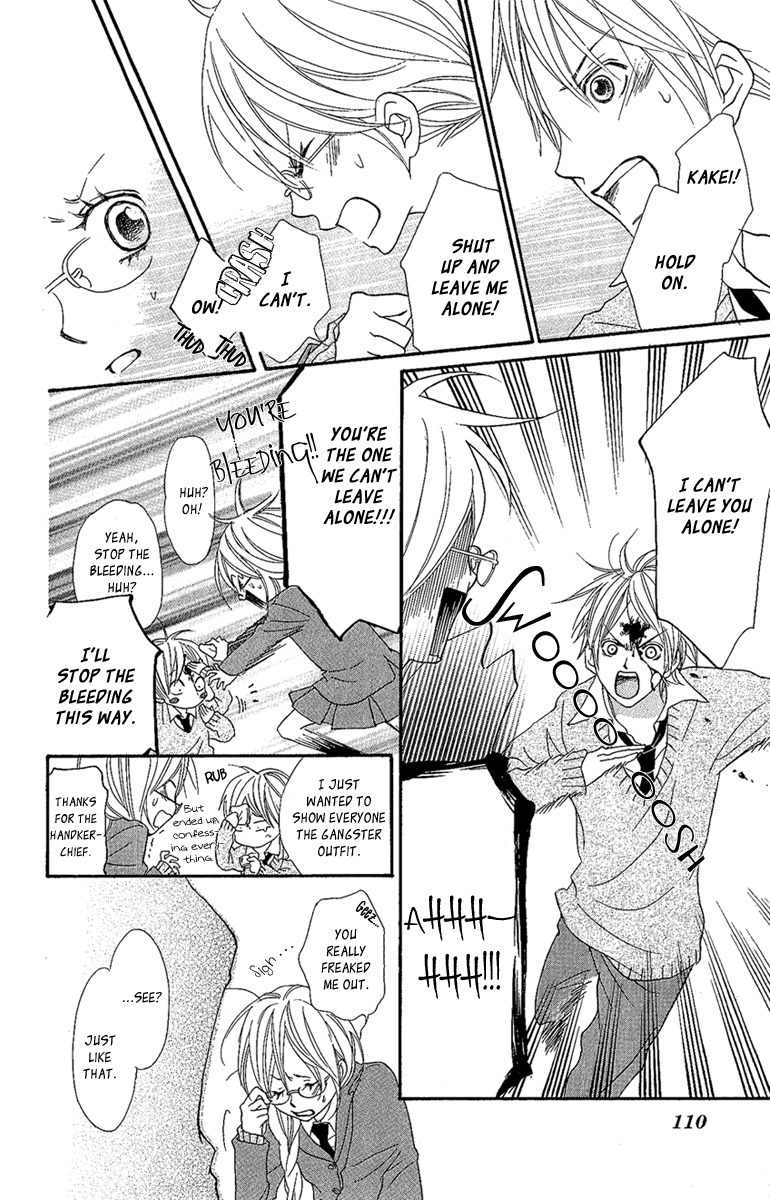 KAKEI!
HOLD
ON.
SHUT
UP AND
LEAVE ME
ALONE!
I
CAN'T.
CRASH
OW!
THUD THUD
I CAN'T
LEAVE YOU
ALONE!
SWOOOOOOOSH
AHHH-
HHH!!!
YOU'RE
THE ONE
WE CAN'T
LEAVE
ALONE!!!
YOU'RE
BLEEDING!!
HUH?
OH!
YEAH,
STOP THE
BLEEDING...
HUH?
I'LL
STOP THE
BLEEDING
THIS WAY.
I JUST
WANTED TO
SHOW EVERYONE
THE GANGSTER
OUTFIT.
RUB
But
ended up
confess
ing every
thing.
THANKS
FOR THE
HANDKER-
CHIEF.
Geez...
YOU
REALLY
FREAKED
ME OUT.
Sigh....
...SEE?
JUST
LIKE
THAT.
110